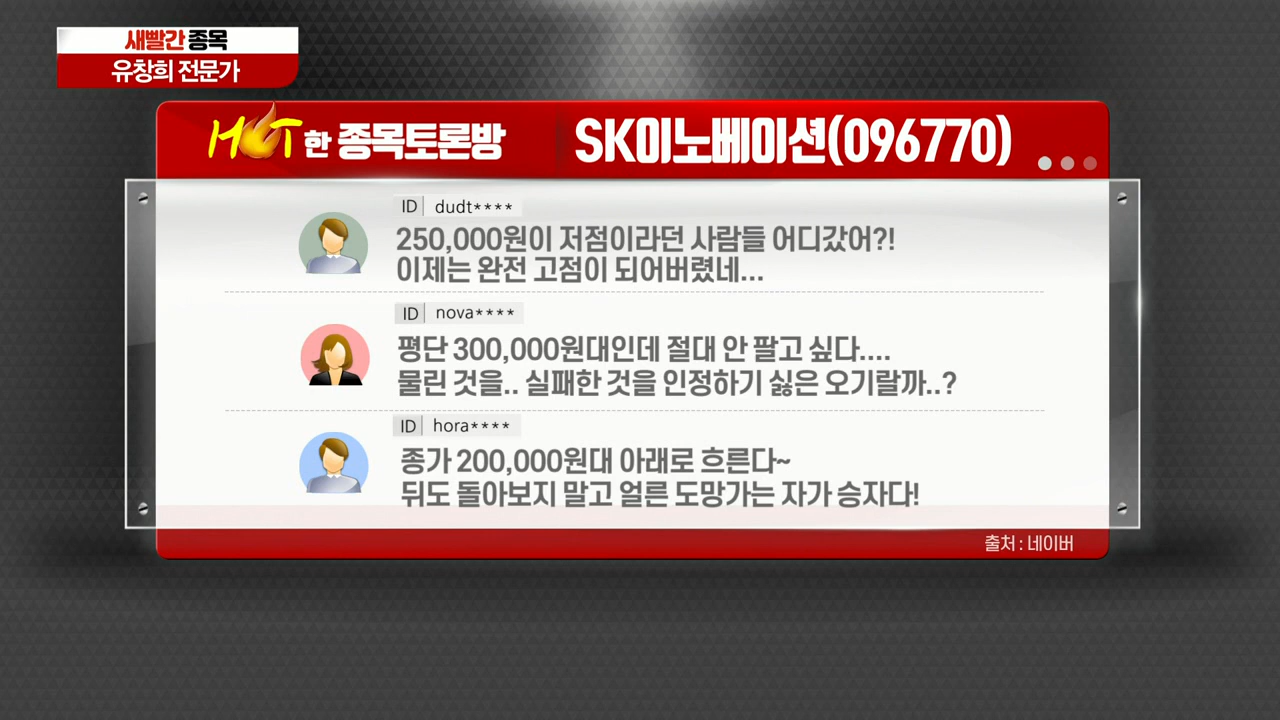 새빨간 종목
유창희 전문가
HOT한 종목토론방
SK이노베이션(096770)
ID dudt****
250,000원이 저점이라던 사람들 어디갔어?!
이제는 완전 고점이 되어버렸네...
ID nova****
평단 300,000원대인데 절대 안 팔고 싶다....
물린 것을.. 실패한 것을 인정하기 싫은 오기랄까..?
ID hora****
종가 200,000원대 아래로 흐른다~
뒤도 돌아보지 말고 얼른 도망가는 자가 승자다!
출처 : 네이버